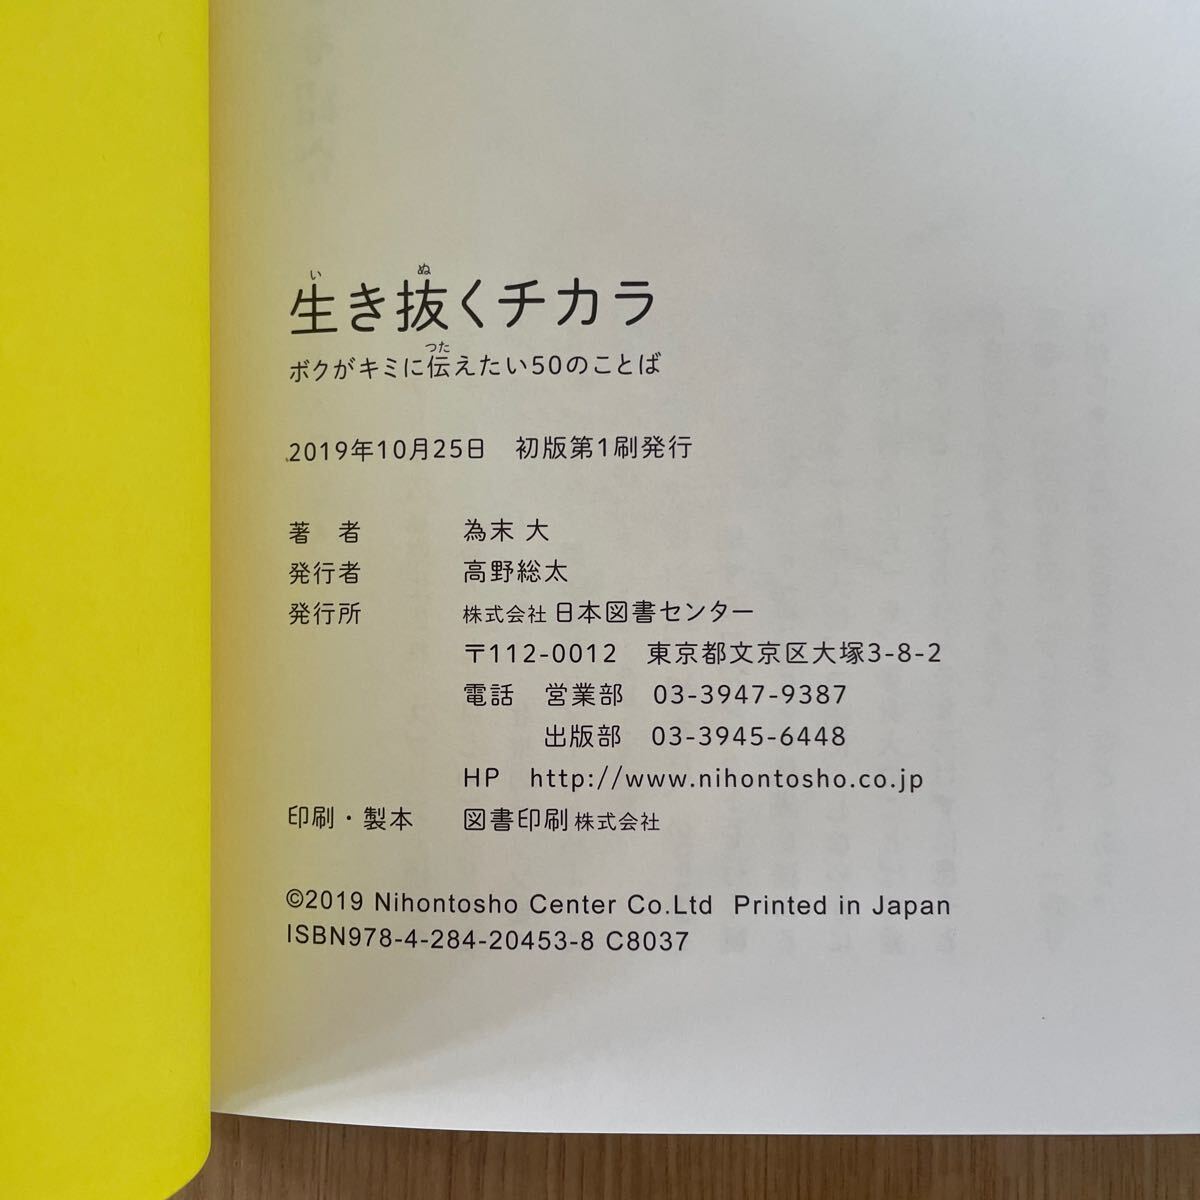 生き抜くチカラ
ボクがキミに伝えたい50のことば
2019年10月25日　初版第1刷発行
著　者　為末 大
発行者　高野総太
発行所　株式会社 日本図書センター
〒112-0012　東京都文京区大塚3-8-2
電話　営業部　03-3947-9387
出版部　03-3945-6448
HP　http://www.nihontosho.co.jp
印刷・製本　図書印刷 株式会社
©2019 Nihontosho Center Co.Ltd Printed in Japan
ISBN978-4-284-20453-8 C8037